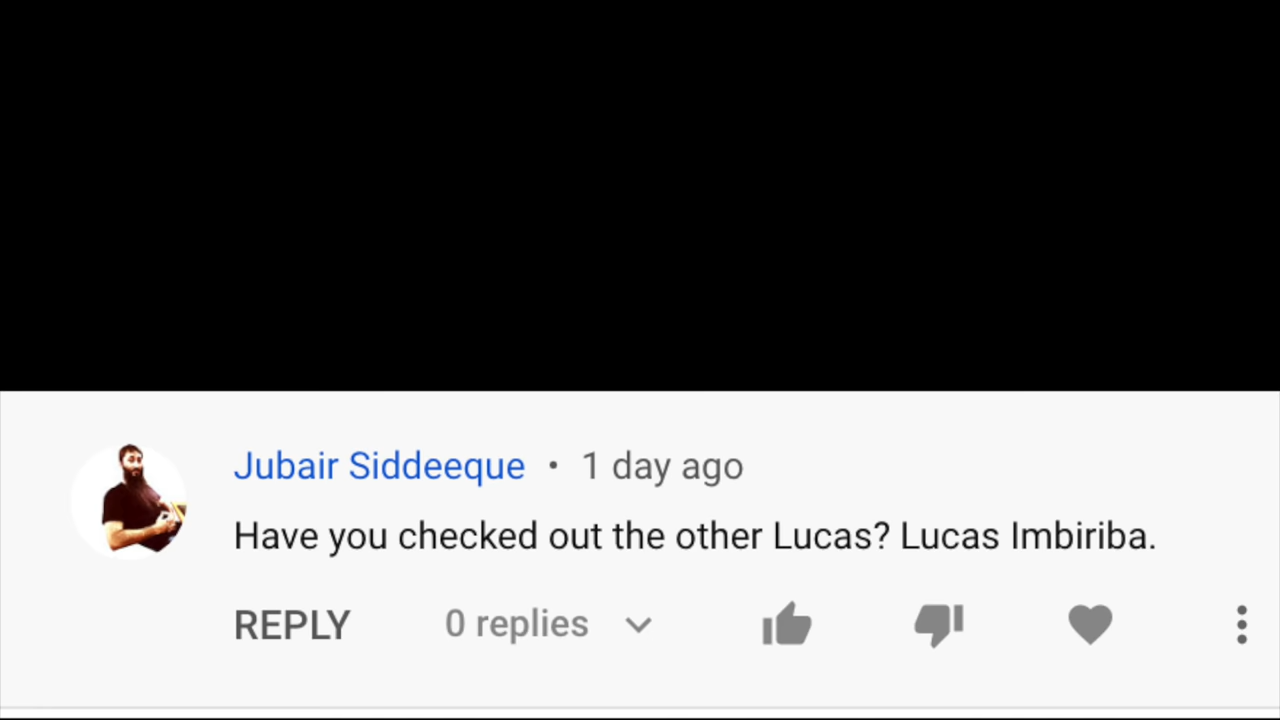 Jubair Siddeeque • 1 day ago
Have you checked out the other Lucas? Lucas Imbiriba.
REPLY 0 replies